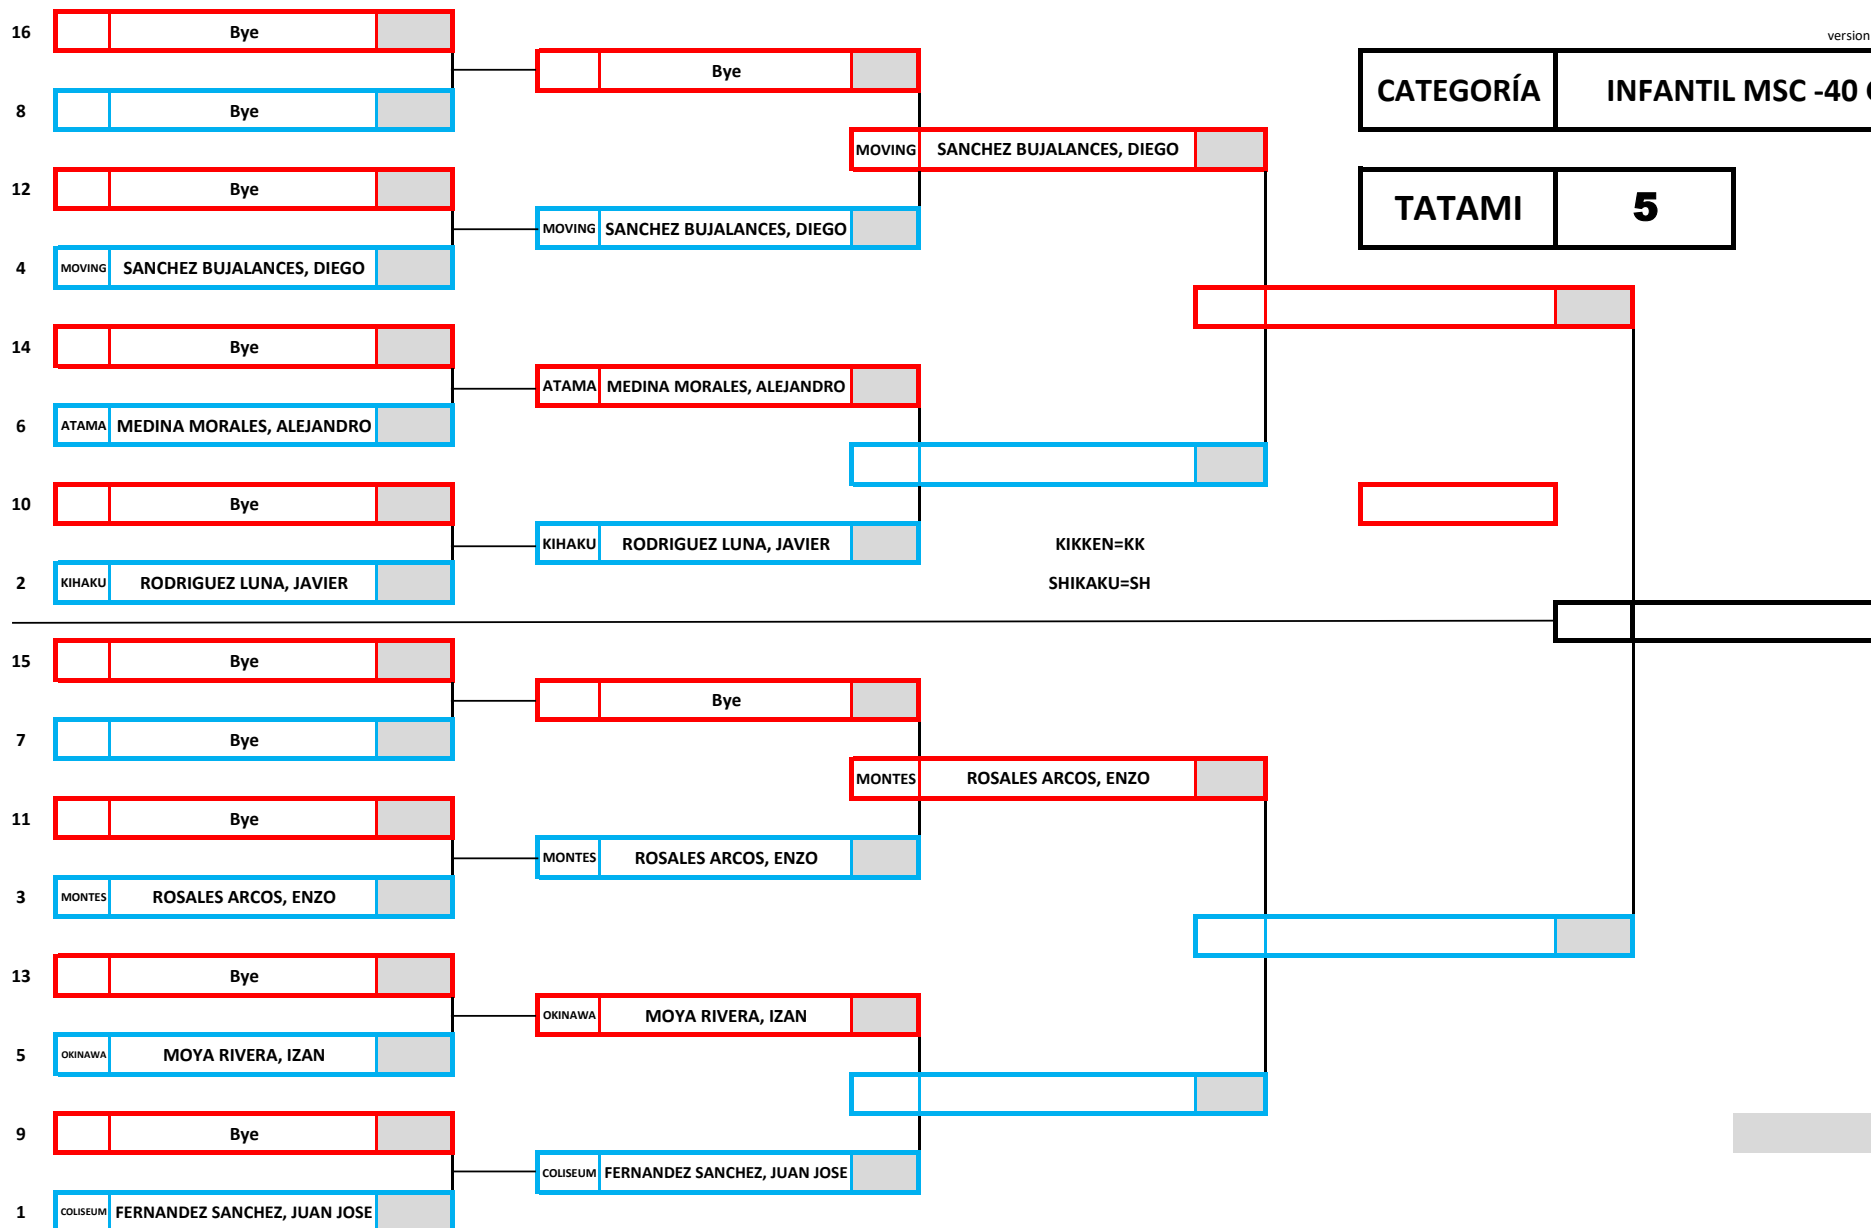 16 Bye
version
Bye
CATEGORÍA INFANTIL MSC -40
8 Bye
MOVING SANCHEZ BUJALANCES, DIEGO
12 Bye
TATAMI 5
MOVING SANCHEZ BUJALANCES, DIEGO
4 MOVING SANCHEZ BUJALANCES, DIEGO
14 Bye
ATAMA MEDINA MORALES, ALEJANDRO
6 ATAMA MEDINA MORALES, ALEJANDRO
10 Bye
KIHAKU RODRIGUEZ LUNA, JAVIER
KIKKEN=KK
2 KIHAKU RODRIGUEZ LUNA, JAVIER
SHIKAKU=SH
15 Bye
Bye
7 Bye
MONTES ROSALES ARCOS, ENZO
11 Bye
MONTES ROSALES ARCOS, ENZO
3 MONTES ROSALES ARCOS, ENZO
13 Bye
OKINAWA MOYA RIVERA, IZAN
5 OKINAWA MOYA RIVERA, IZAN
9 Bye
COLISEUM FERNANDEZ SANCHEZ, JUAN JOSE
1 COLISEUM FERNANDEZ SANCHEZ, JUAN JOSE